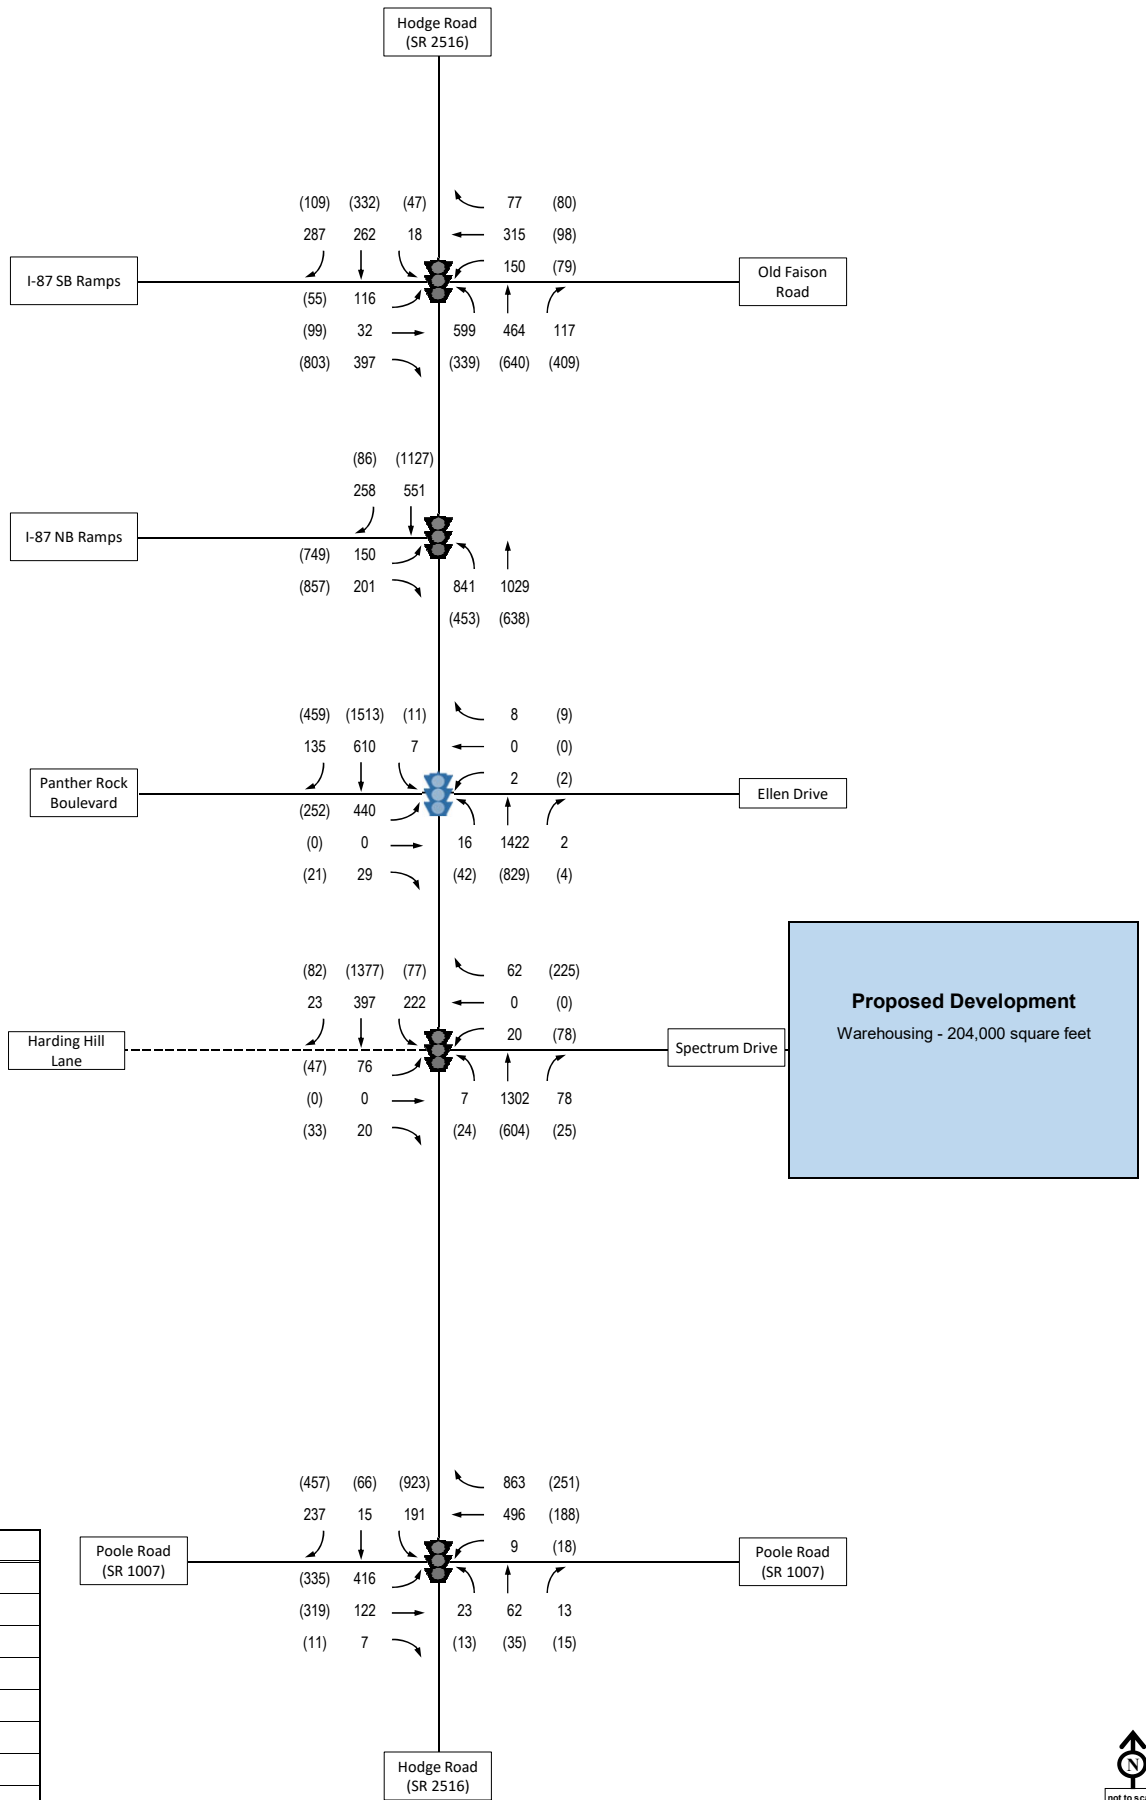 Hodge Road
(SR 2516)
(109) (332) (47) 77 (80)
287 262 18 315 (98)
150 (79)
I-87 SB Ramps
Old Faison
Road
(55) 116
(99) 32 599 464 117
(803) 397 (339) (640) (409)
(86) (1127)
258 551
I-87 NB Ramps
(749) 150
(857) 201 841 1029
(453) (638)
(459) (1513) (11) 8 (9)
135 610 7 0 (0)
2 (2)
Panther Rock
Boulevard
Ellen Drive
(252) 440
(0) 0 16 1422 2
(21) 29 (42) (829) (4)
(82) (1377) (77) 62 (225)
23 397 222 0 (0)
20 (78)
Harding Hill
Lane
Spectrum Drive
Proposed Development
Warehousing - 204,000 square feet
(47) 76
(0) 0 7 1302 78
(33) 20 (24) (604) (25)
(457) (66) (923) 863 (251)
237 15 191 496 (188)
9 (18)
Poole Road
(SR 1007)
Poole Road
(SR 1007)
(335) 416
(319) 122 23 62 13
(11) 7 (13) (35) (15)
Hodge Road
(SR 2516)
N
not to sca